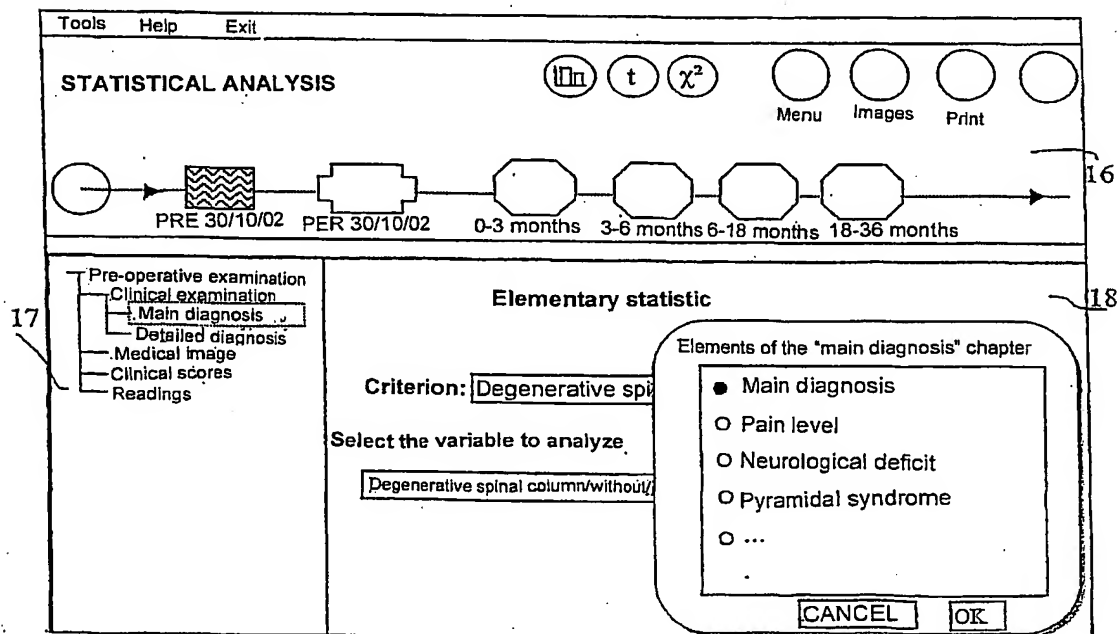 Tools Help Exit
STATISTICAL ANALYSIS
t χ²
Menu Images Print
16
PRE 30/10/02 PER 30/10/02 0-3 months 3-6 months 6-18 months 18-36 months
17
Pre-operative examination
Clinical examination
Main diagnosis
Detailed diagnosis
Medical image
Clinical scores
Readings
Elementary statistic
18
Criterion: Degenerative spi
Select the variable to analyze
Degenerative spinal column/without/
Elements of the "main diagnosis" chapter
Main diagnosis
Pain level
Neurological deficit
Pyramidal syndrome
...
CANCEL OK